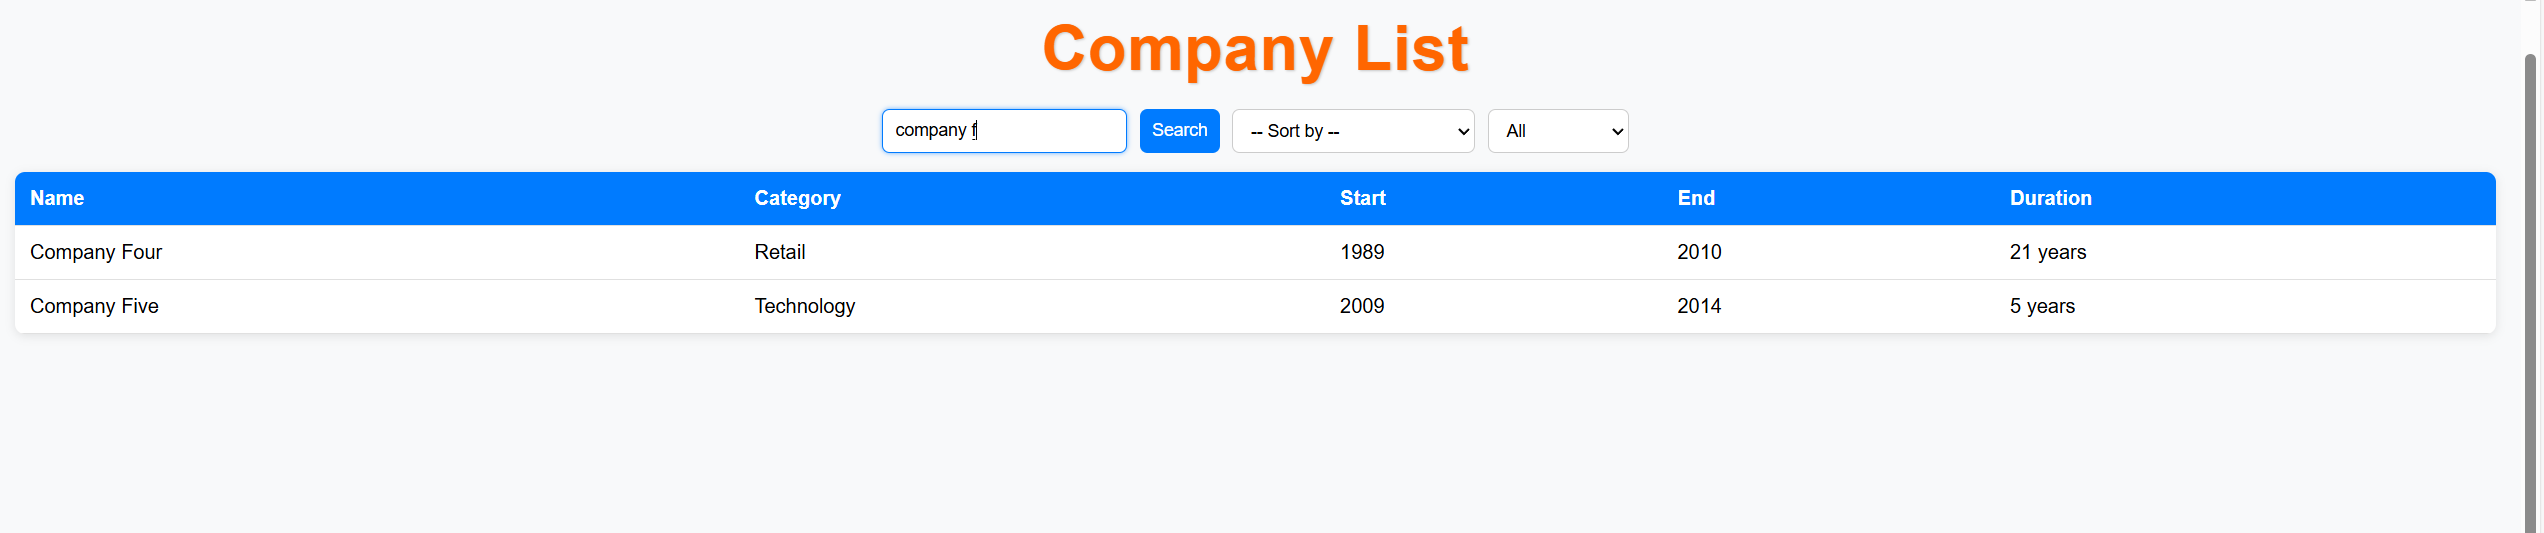 Company List
company f
Search
-- Sort by --
All
Name Category Start End Duration
Company Four Retail 1989 2010 21 years
Company Five Technology 2009 2014 5 years